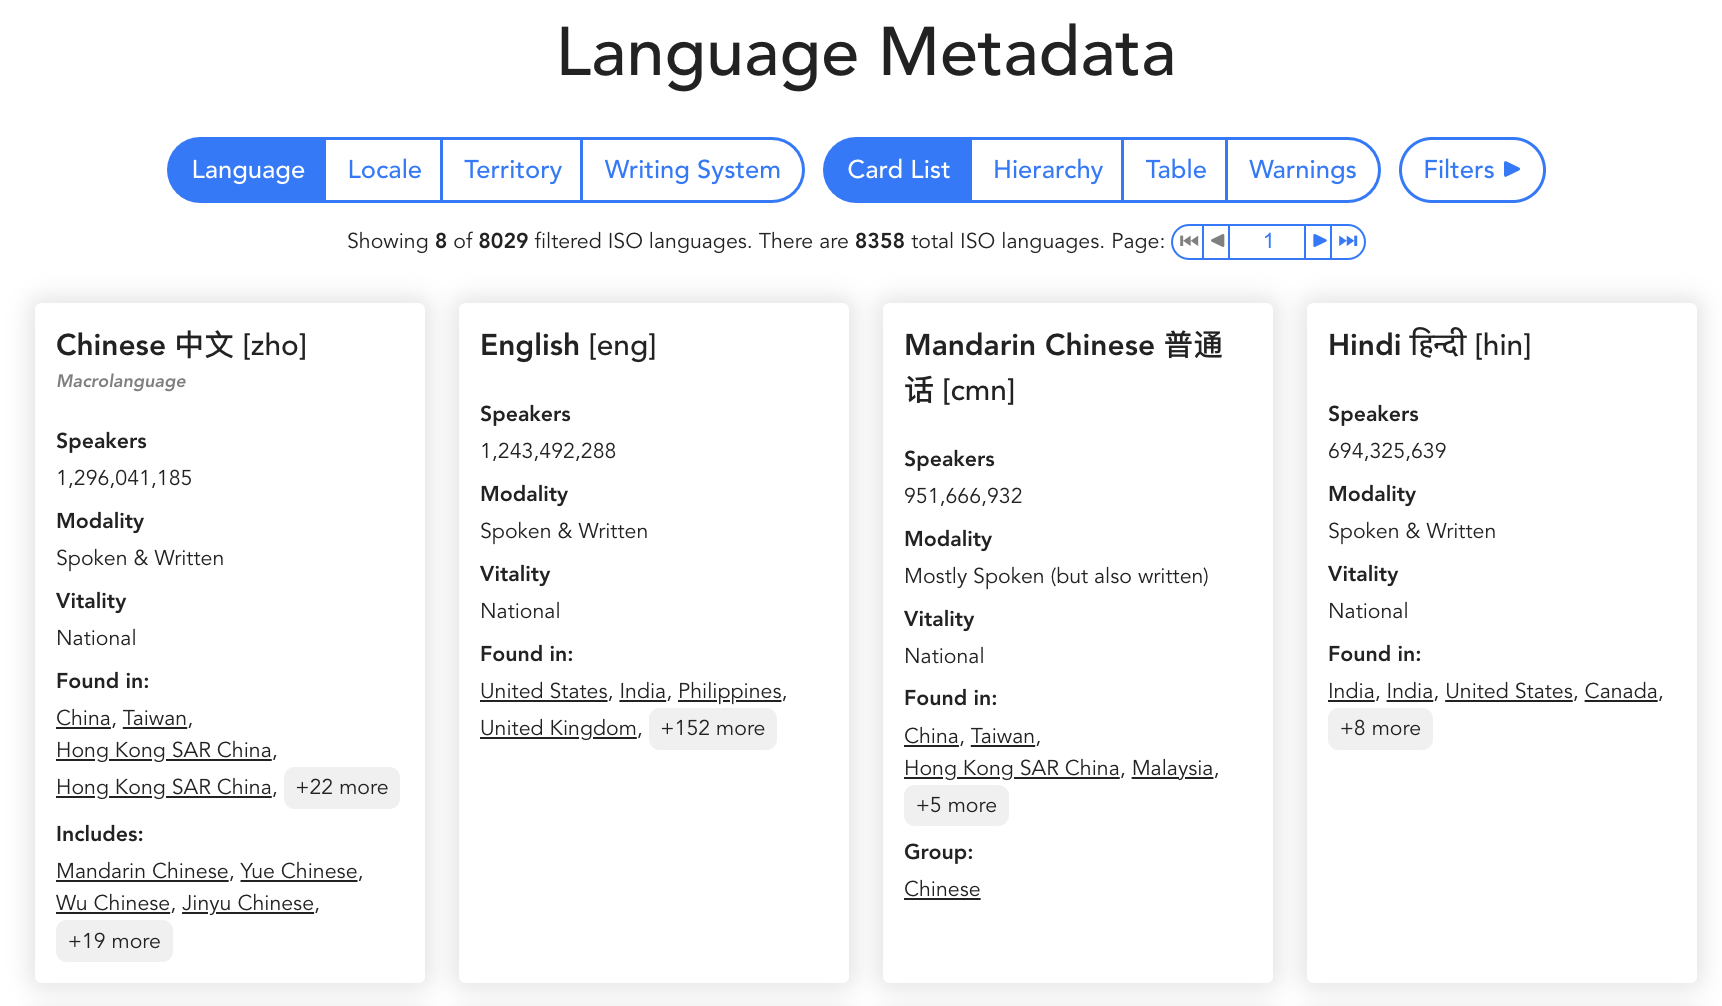 Language Metadata
Language Locale Territory Writing System Card List Hierarchy Table Warnings Filters ▶
Showing 8 of 8029 filtered ISO languages. There are 8358 total ISO languages. Page: ⏮ ◀ 1 ▶ ⏭
Chinese 中文 [zho]
Macrolanguage
Speakers
1,296,041,185
Modality
Spoken & Written
Vitality
National
Found in:
China, Taiwan,
Hong Kong SAR China,
Hong Kong SAR China, +22 more
Includes:
Mandarin Chinese, Yue Chinese,
Wu Chinese, Jinyu Chinese,
+19 more
English [eng]
Speakers
1,243,492,288
Modality
Spoken & Written
Vitality
National
Found in:
United States, India, Philippines,
United Kingdom, +152 more
Mandarin Chinese 普通
话 [cmn]
Speakers
951,666,932
Modality
Mostly Spoken (but also written)
Vitality
National
Found in:
China, Taiwan,
Hong Kong SAR China, Malaysia,
+5 more
Group:
Chinese
Hindi हिन्दी [hin]
Speakers
694,325,639
Modality
Spoken & Written
Vitality
National
Found in:
India, India, United States, Canada,
+8 more